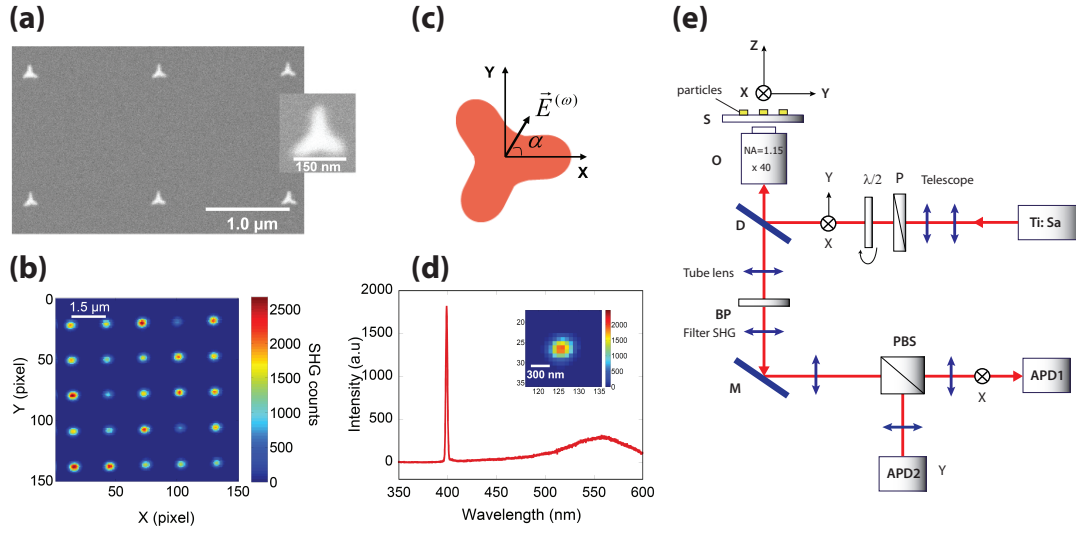 (a)
150 nm
1.0 μm
(b)
1.5 μm
0
50
100
150
Y (pixel)
50
100
150
X (pixel)
2500
2000
1500
1000
500
0
SHG counts
(c)
Y
E (ω)
α
X
(d)
2000
1500
1000
500
0
Intensity (a.u)
350
400
450
500
550
600
Wavelength (nm)
20
25
30
35
120
125
130
135
300 nm
2000
1500
1000
500
0
(e)
Z
X
Y
particles
S
O
NA=1.15
x 40
λ/2
P
Telescope
Y
X
D
Ti: Sa
Tube lens
BP
Filter SHG
M
PBS
X
APD1
APD2
Y